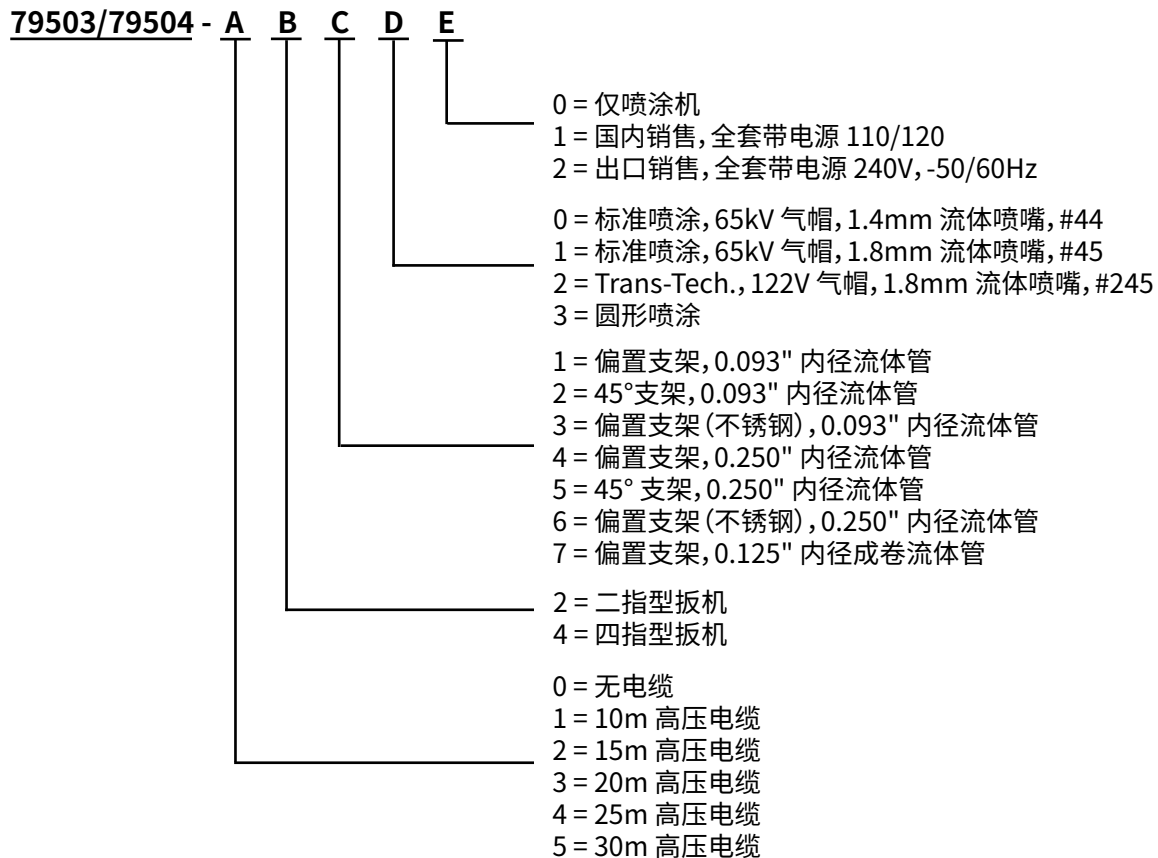 79503/79504 - A B C D E
0 = 仅喷涂机
1 = 国内销售，全套带电源 110/120
2 = 出口销售，全套带电源 240V，-50/60Hz
0 = 标准喷涂，65kV 气帽，1.4mm 流体喷嘴，#44
1 = 标准喷涂，65kV 气帽，1.8mm 流体喷嘴，#45
2 = Trans-Tech.，122V 气帽，1.8mm 流体喷嘴，#245
3 = 圆形喷涂
1 = 偏置支架，0.093" 内径流体管
2 = 45°支架，0.093" 内径流体管
3 = 偏置支架（不锈钢），0.093" 内径流体管
4 = 偏置支架，0.250" 内径流体管
5 = 45° 支架，0.250" 内径流体管
6 = 偏置支架（不锈钢），0.250" 内径流体管
7 = 偏置支架，0.125" 内径成卷流体管
2 = 二指型扳机
4 = 四指型扳机
0 = 无电缆
1 = 10m 高压电缆
2 = 15m 高压电缆
3 = 20m 高压电缆
4 = 25m 高压电缆
5 = 30m 高压电缆